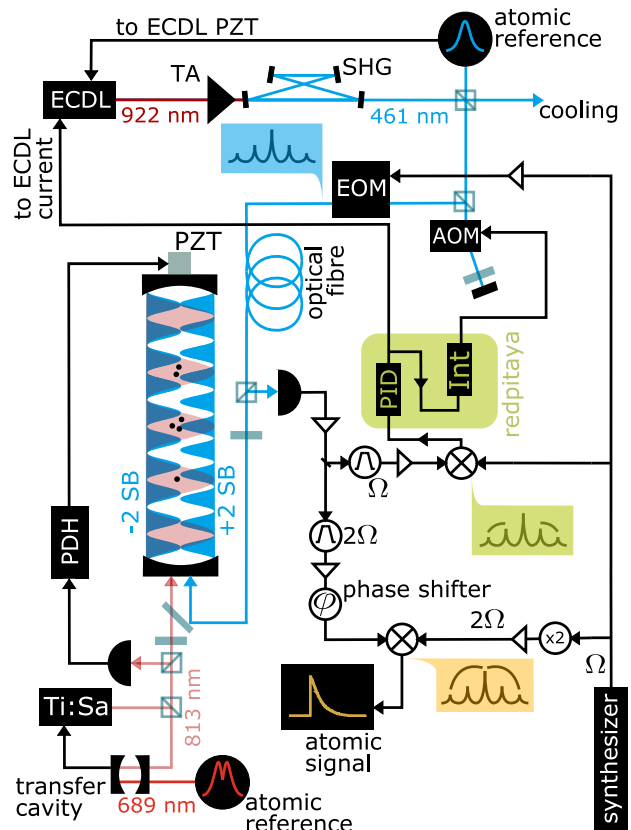 atomic
reference
to ECDL PZT
TA
SHG
ECDL
922 nm
461 nm
cooling
to ECDL
current
EOM
AOM
PZT
optical
fibre
PID
Int
redpitaya
-2 SB
+2 SB
Ω
2Ω
PDH
phase shifter
φ
2Ω
x2
Ω
813 nm
Ti:Sa
atomic
signal
synthesizer
transfer
cavity
689 nm
atomic
reference